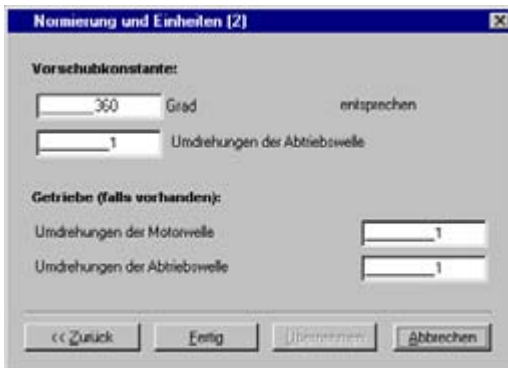 Normierung und Einheiten (2)
Vorschubkonstante:
360 Grad entsprechen
1 Umdrehungen der Abtriebswelle
Getriebe (falls vorhanden):
Umdrehungen der Motorwelle 1
Umdrehungen der Abtriebswelle 1
<< Zurück Fertig Übernehmen Abbrechen